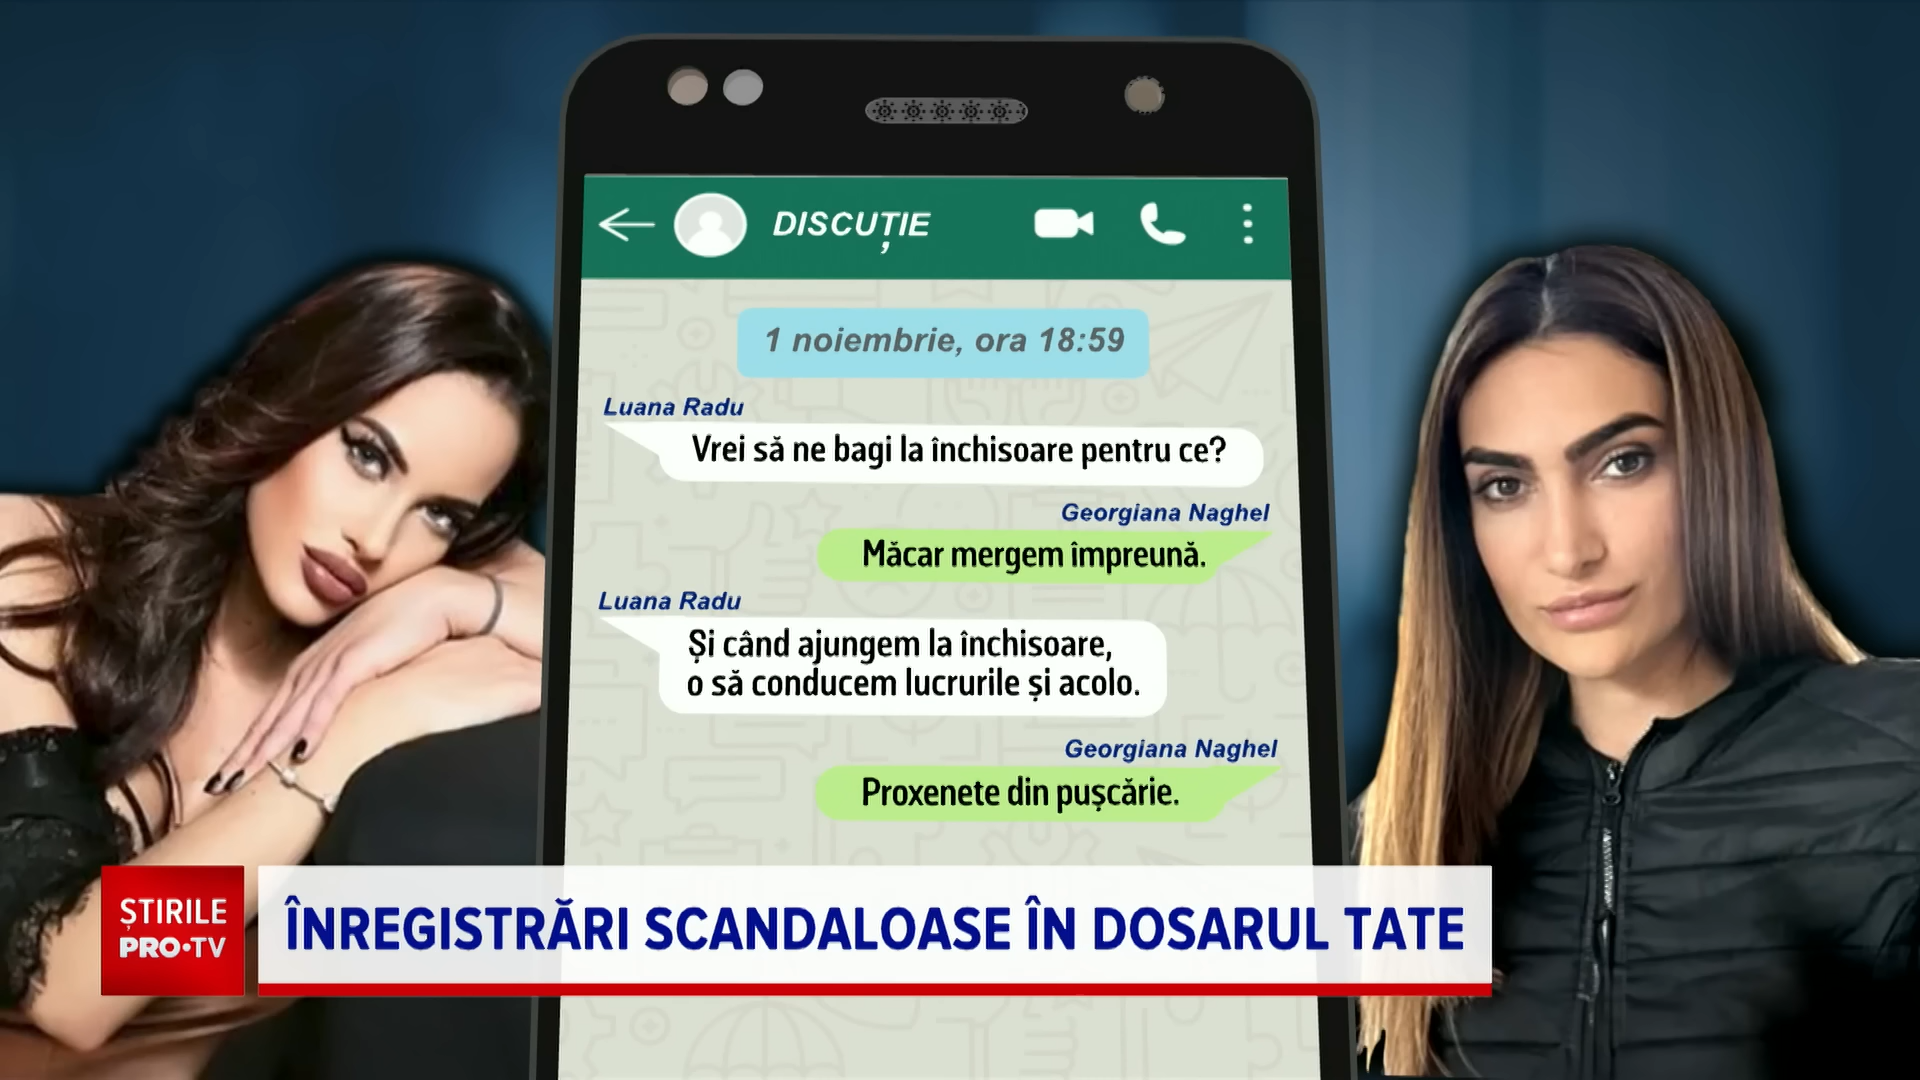 DISCUȚIE
1 noiembrie, ora 18:59
Luana Radu
Vrei să ne bagi la închisoare pentru ce?
Georgiana Naghel
Măcar mergem împreună.
Luana Radu
Și când ajungem la închisoare,
o să conducem lucrurile și acolo.
Georgiana Naghel
Proxenete din pușcărie.
ȘTIRILE
PRO•TV
ÎNREGISTRĂRI SCANDALOASE ÎN DOSARUL TATE